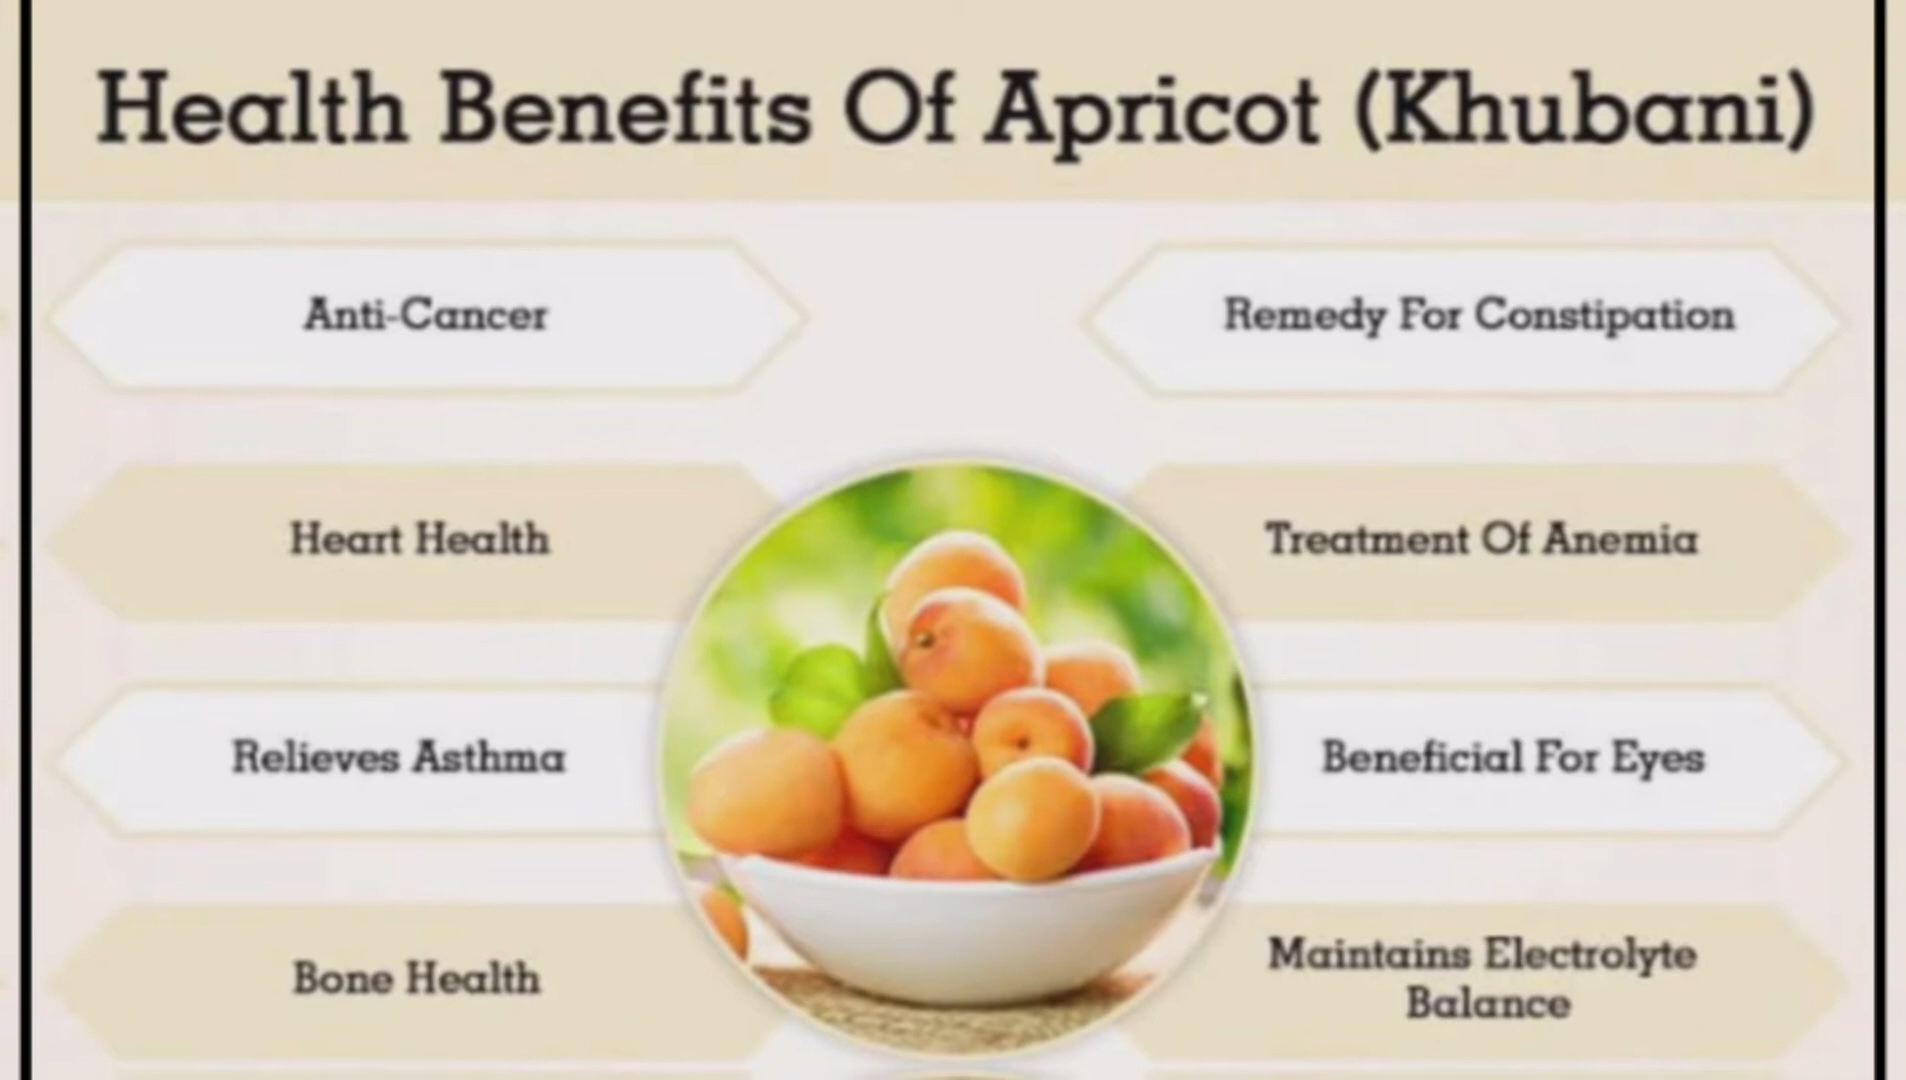 Health Benefits Of Apricot (Khubani)
Anti-Cancer
Remedy For Constipation
Heart Health
Treatment Of Anemia
Relieves Asthma
Beneficial For Eyes
Bone Health
Maintains Electrolyte
Balance